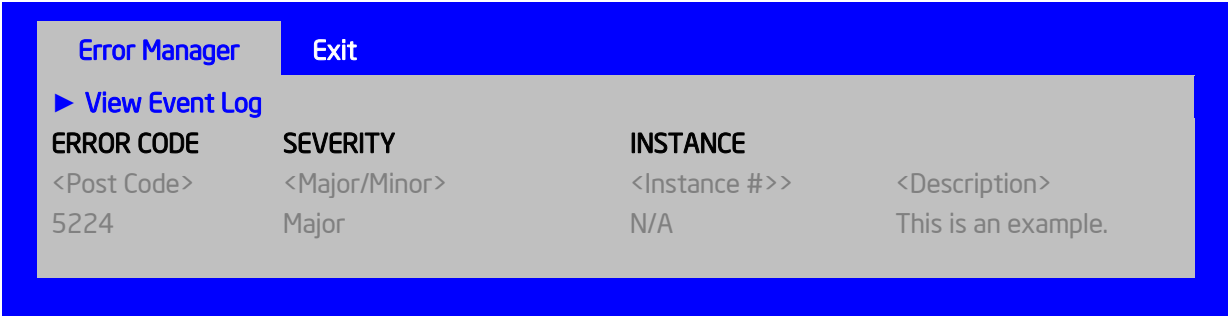 Error Manager Exit
► View Event Log
ERROR CODE SEVERITY INSTANCE
<Post Code> <Major/Minor> <Instance #>> <Description>
5224 Major N/A This is an example.